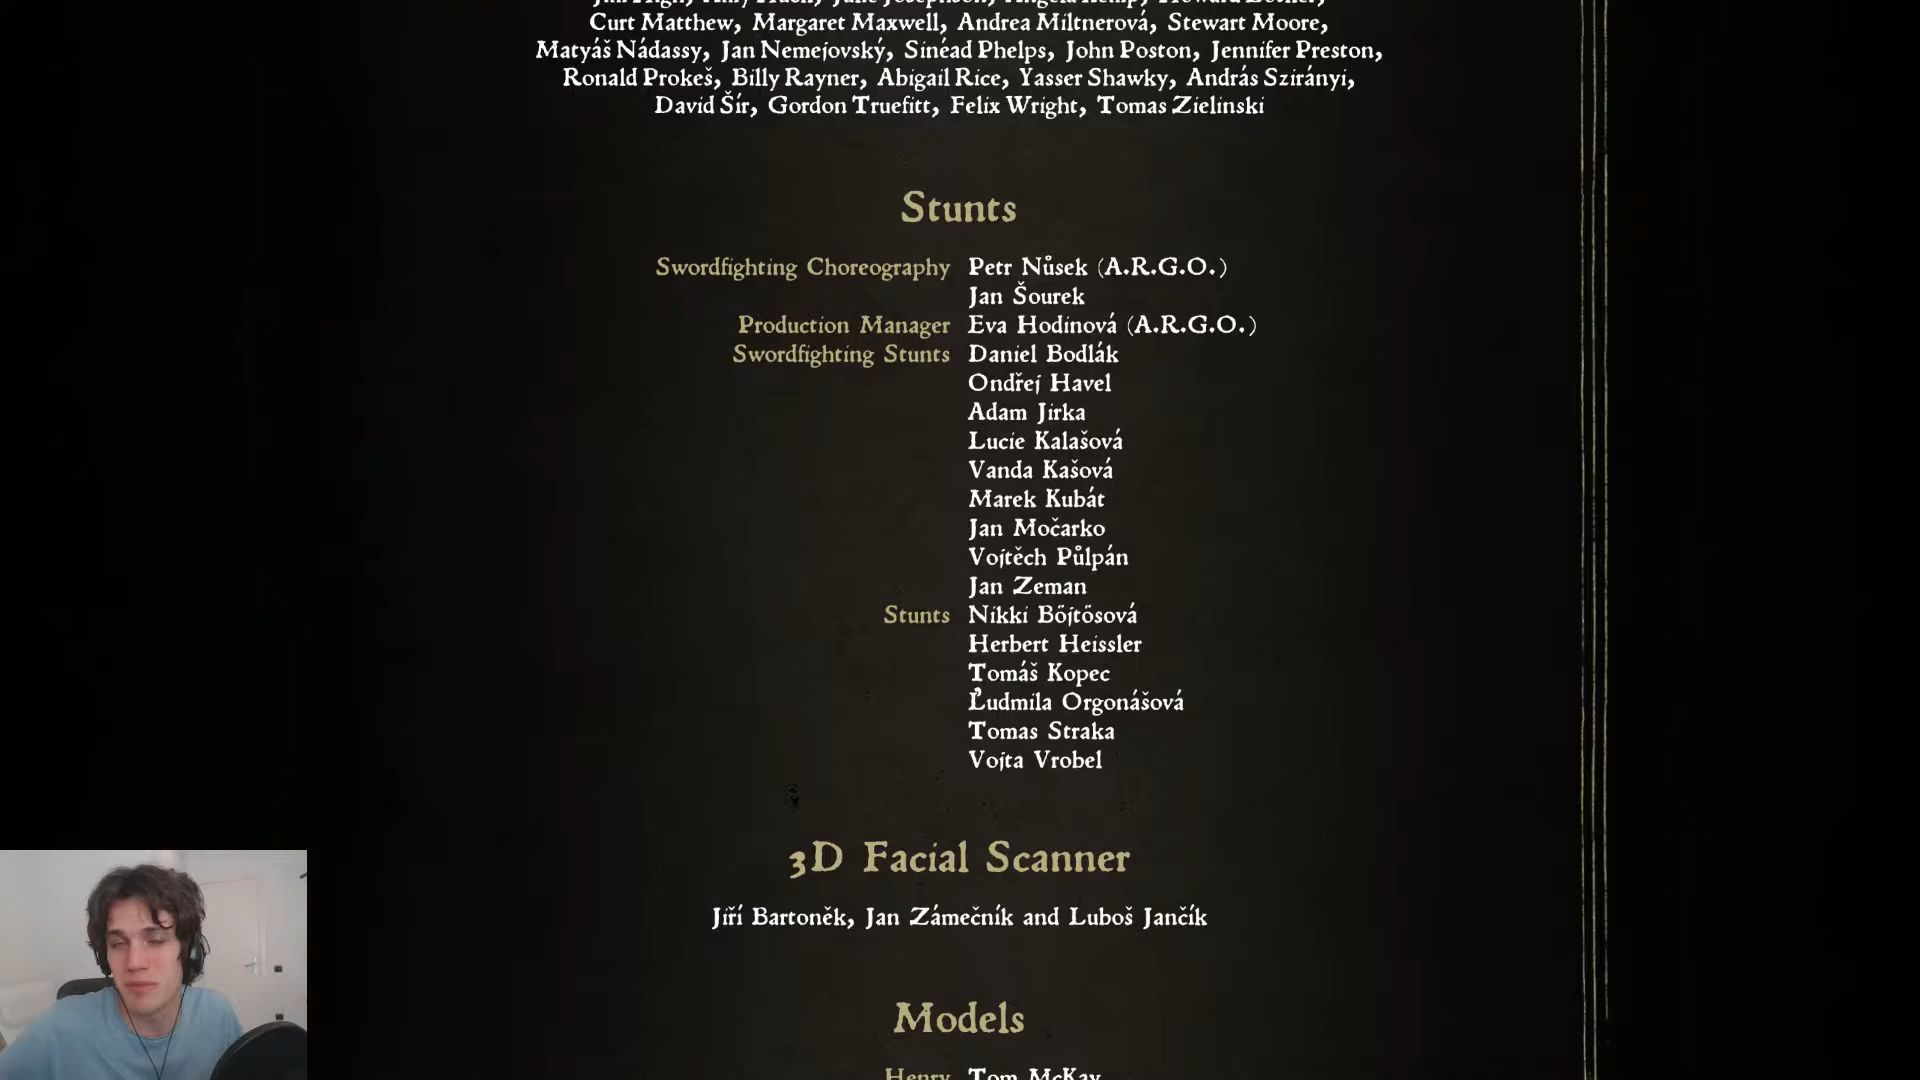 Curt Matthew, Margaret Maxwell, Andrea Miltnerová, Stewart Moore,
Matyáš Nádassy, Jan Nemejovský, Sinéad Phelps, John Poston, Jennifer Preston,
Ronald Prokeš, Billy Rayner, Abigail Rice, Yasser Shawky, András Szirányi,
David Šír, Gordon Truefitt, Felix Wright, Tomas Zielinski
Stunts
Swordfighting Choreography Petr Nůsek (A.R.G.O.)
Jan Šourek
Production Manager Eva Hodinová (A.R.G.O.)
Swordfighting Stunts Daniel Bodlák
Ondřej Havel
Adam Jirka
Lucie Kalašová
Vanda Kašová
Marek Kubát
Jan Močarko
Vojtěch Půlpán
Jan Zeman
Stunts Nikki Böjtösová
Herbert Heissler
Tomáš Kopec
Ľudmila Orgonášová
Tomas Straka
Vojta Vrobel
3D Facial Scanner
Jiří Bartoněk, Jan Zámečník and Luboš Jančík
Models
Henry Tom McKay